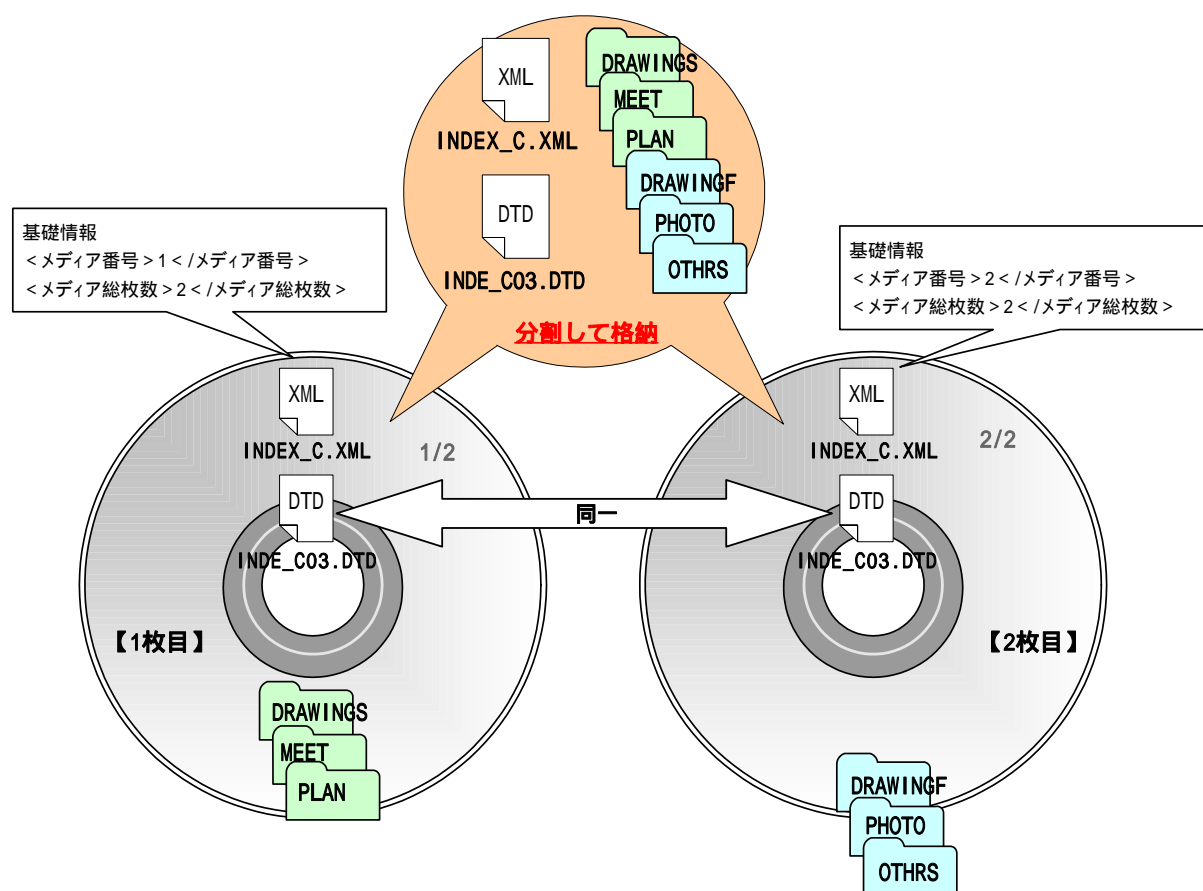 XML
INDEX_C.XML
DTD
INDE_C03.DTD
DRAWINGS
MEET
PLAN
DRAWINGF
PHOTO
OTHRS
分割して格納
基礎情報
<メディア番号>1</メディア番号>
<メディア総枚数>2</メディア総枚数>
基礎情報
<メディア番号>2</メディア番号>
<メディア総枚数>2</メディア総枚数>
XML
INDEX_C.XML
1/2
DTD
INDE_C03.DTD
【1枚目】
DRAWINGS
MEET
PLAN
同一
XML
INDEX_C.XML
2/2
DTD
INDE_C03.DTD
【2枚目】
DRAWINGF
PHOTO
OTHRS